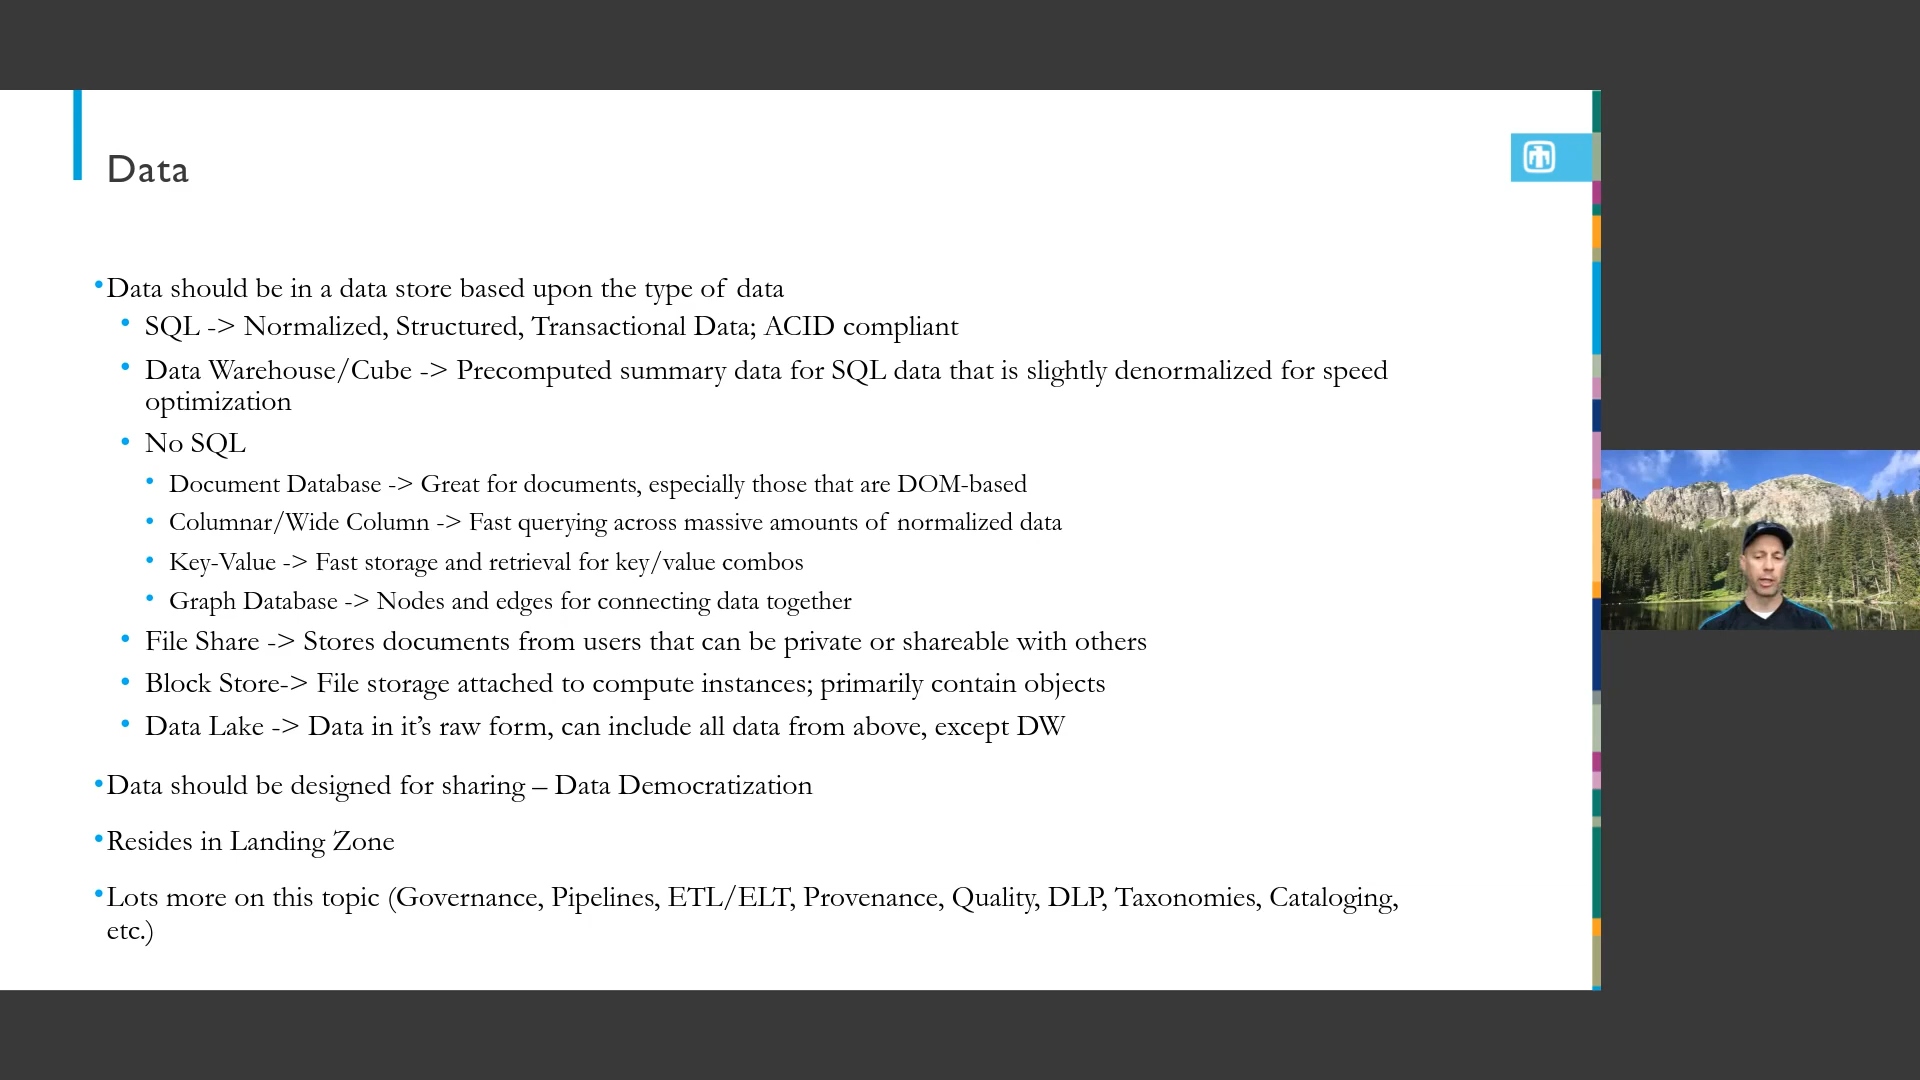 Data
•Data should be in a data store based upon the type of data
• SQL -> Normalized, Structured, Transactional Data; ACID compliant
• Data Warehouse/Cube -> Precomputed summary data for SQL data that is slightly denormalized for speed
optimization
• No SQL
• Document Database -> Great for documents, especially those that are DOM-based
• Columnar/Wide Column -> Fast querying across massive amounts of normalized data
• Key-Value -> Fast storage and retrieval for key/value combos
• Graph Database -> Nodes and edges for connecting data together
• File Share -> Stores documents from users that can be private or shareable with others
• Block Store-> File storage attached to compute instances; primarily contain objects
• Data Lake -> Data in it’s raw form, can include all data from above, except DW
•Data should be designed for sharing – Data Democratization
•Resides in Landing Zone
•Lots more on this topic (Governance, Pipelines, ETL/ELT, Provenance, Quality, DLP, Taxonomies, Cataloging,
etc.)